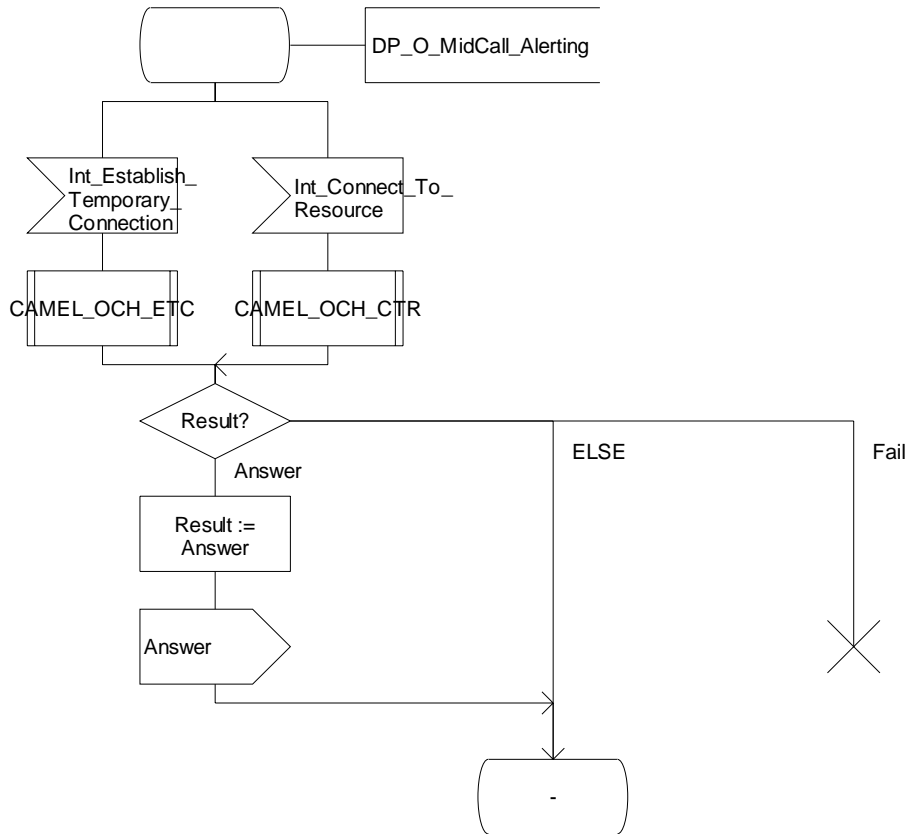 DP_O_MidCall_Alerting
Int_Establish_
Temporary_
Connection
Int_Connect_To_
Resource
CAMEL_OCH_ETC
CAMEL_OCH_CTR
Result?
ELSE
Fail
Answer
Result :=
Answer
Answer
-